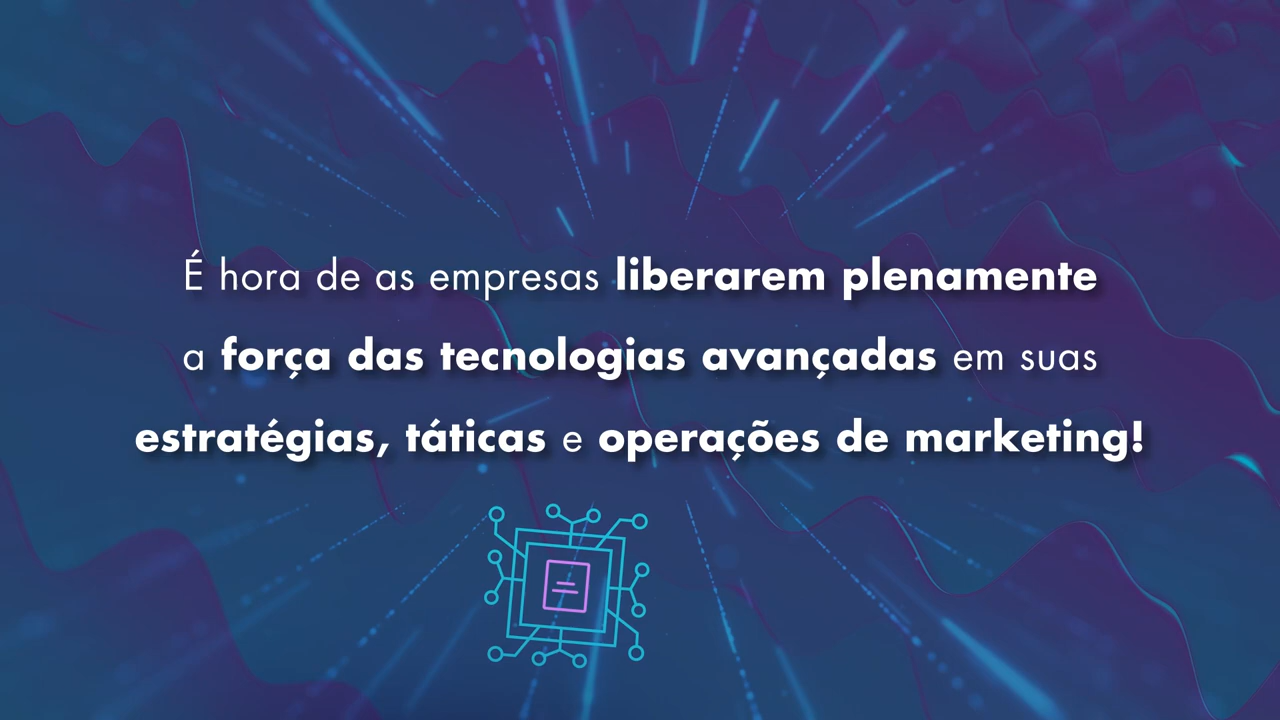 É hora de as empresas liberarem plenamente
a força das tecnologias avançadas em suas
estratégias, táticas e operações de marketing!